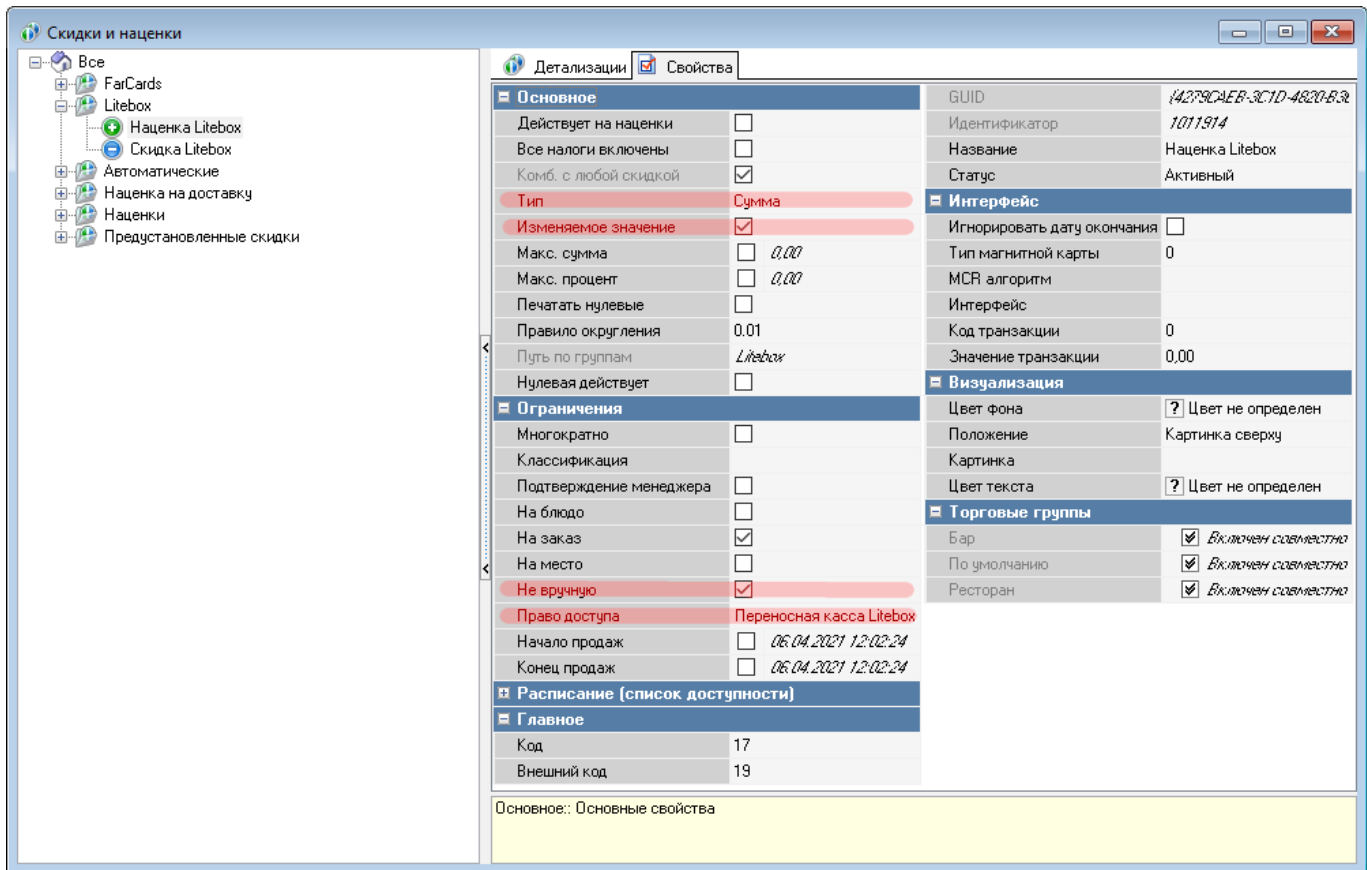 Скидки и наценки
Все
FarCards
Litebox
Наценка Litebox
Скидка Litebox
Автоматические
Наценка на доставку
Наценки
Предустановленные скидки
Детализации Свойства
Основное
Действует на наценки
Все налоги включены
Комб. с любой скидкой
Тип Сумма
Изменяемое значение
Макс. сумма 0,00
Макс. процент 0,00
Печатать нулевые
Правило округления 0.01
Путь по группам Litebox
Нулевая действует
Ограничения
Многократно
Классификация
Подтверждение менеджера
На блюдо
На заказ
На место
Не вручную
Право доступа Переносная касса Litebox
Начало продаж 06.04.2021 12:02:24
Конец продаж 06.04.2021 12:02:24
Расписание (список доступности)
Главное
Код 17
Внешний код 19
GUID {4279CAEB-3C1D-4820-B3
Идентификатор 1011914
Название Наценка Litebox
Статус Активный
Интерфейс
Игнорировать дату окончания
Тип магнитной карты 0
MCR алгоритм
Интерфейс
Код транзакции 0
Значение транзакции 0,00
Визуализация
Цвет фона ? Цвет не определен
Положение Картинка сверху
Картинка
Цвет текста ? Цвет не определен
Торговые группы
Бар Включен совместно
По умолчанию Включен совместно
Ресторан Включен совместно
Основное:: Основные свойства